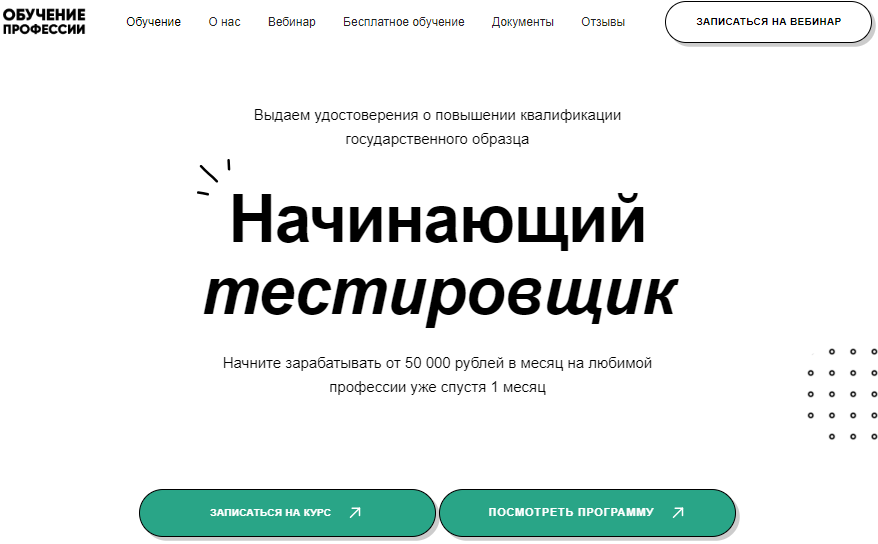 ОБУЧЕНИЕ
ПРОФЕССИИ
Обучение О нас Вебинар Бесплатное обучение Документы Отзывы ЗАПИСАТЬСЯ НА ВЕБИНАР
Выдаем удостоверения о повышении квалификации
государственного образца
Начинающий
тестировщик
Начните зарабатывать от 50 000 рублей в месяц на любимой
профессии уже спустя 1 месяц
ЗАПИСАТЬСЯ НА КУРС ПОСМОТРЕТЬ ПРОГРАММУ